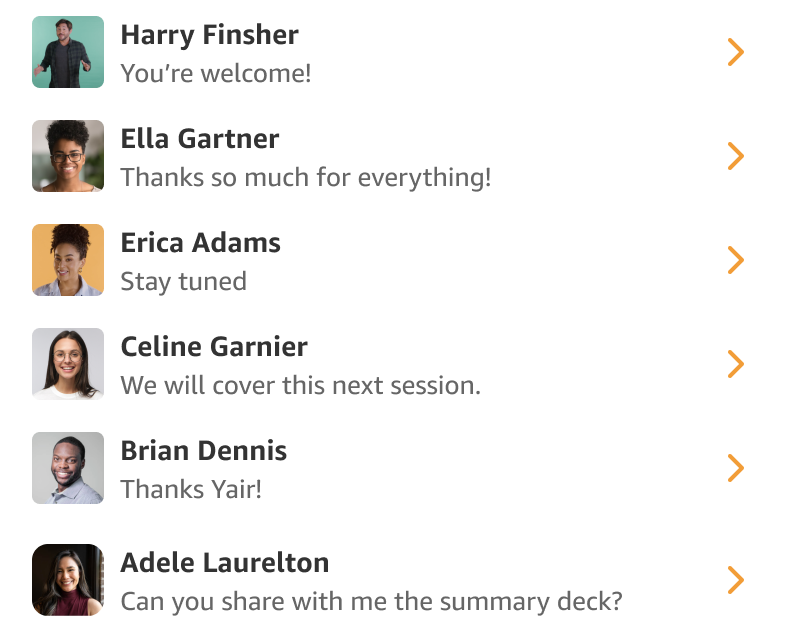 Harry Finsher
You’re welcome!
Ella Gartner
Thanks so much for everything!
Erica Adams
Stay tuned
Celine Garnier
We will cover this next session.
Brian Dennis
Thanks Yair!
Adele Laurelton
Can you share with me the summary deck?